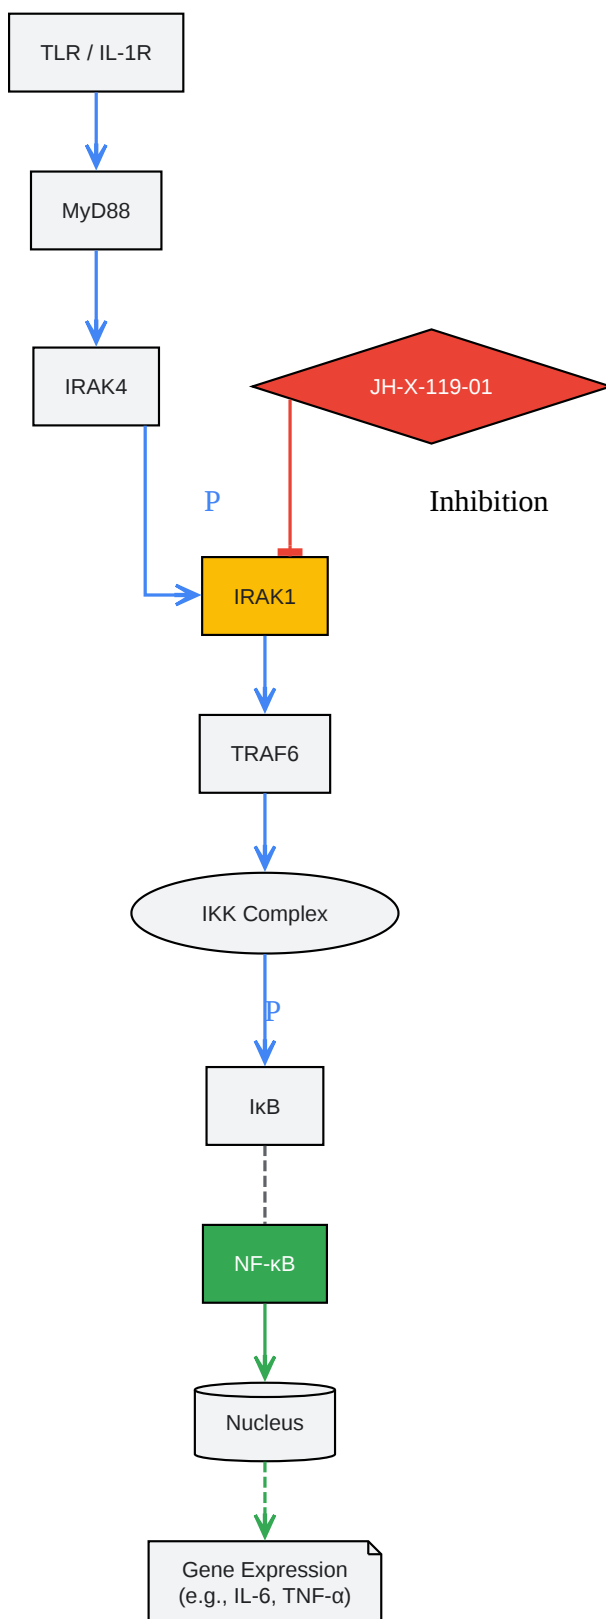 TLR / IL-1R
MyD88
IRAK4
JH-X-119-01
P
Inhibition
IRAK1
TRAF6
IKK Complex
P
IκB
NF-κB
Nucleus
Gene Expression
(e.g., IL-6, TNF-α)